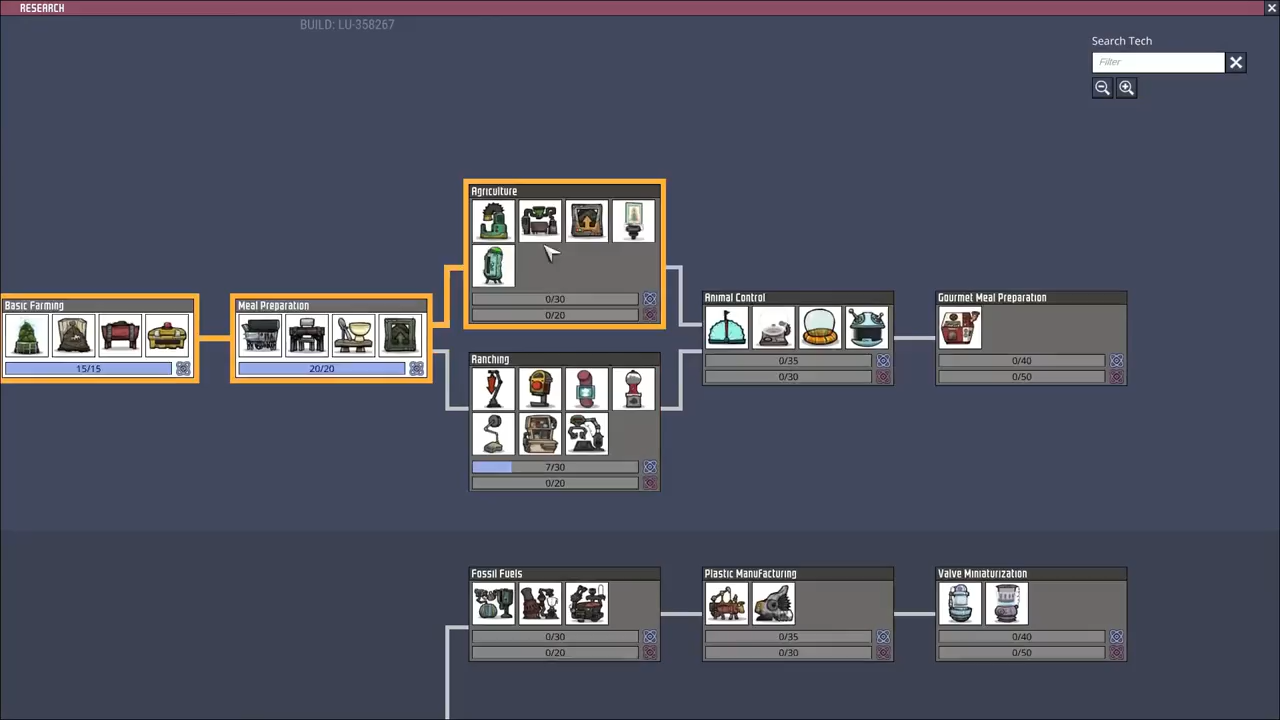 RESEARCH
BUILD: LU-358267
Search Tech
Filter
Agriculture
0/30
0/20
Basic Farming
15/15
Meal Preparation
20/20
Ranching
7/30
0/20
Animal Control
0/35
0/30
Gourmet Meal Preparation
0/40
0/50
Fossil Fuels
0/30
0/20
Plastic Manufacturing
0/35
0/30
Valve Miniaturization
0/40
0/50